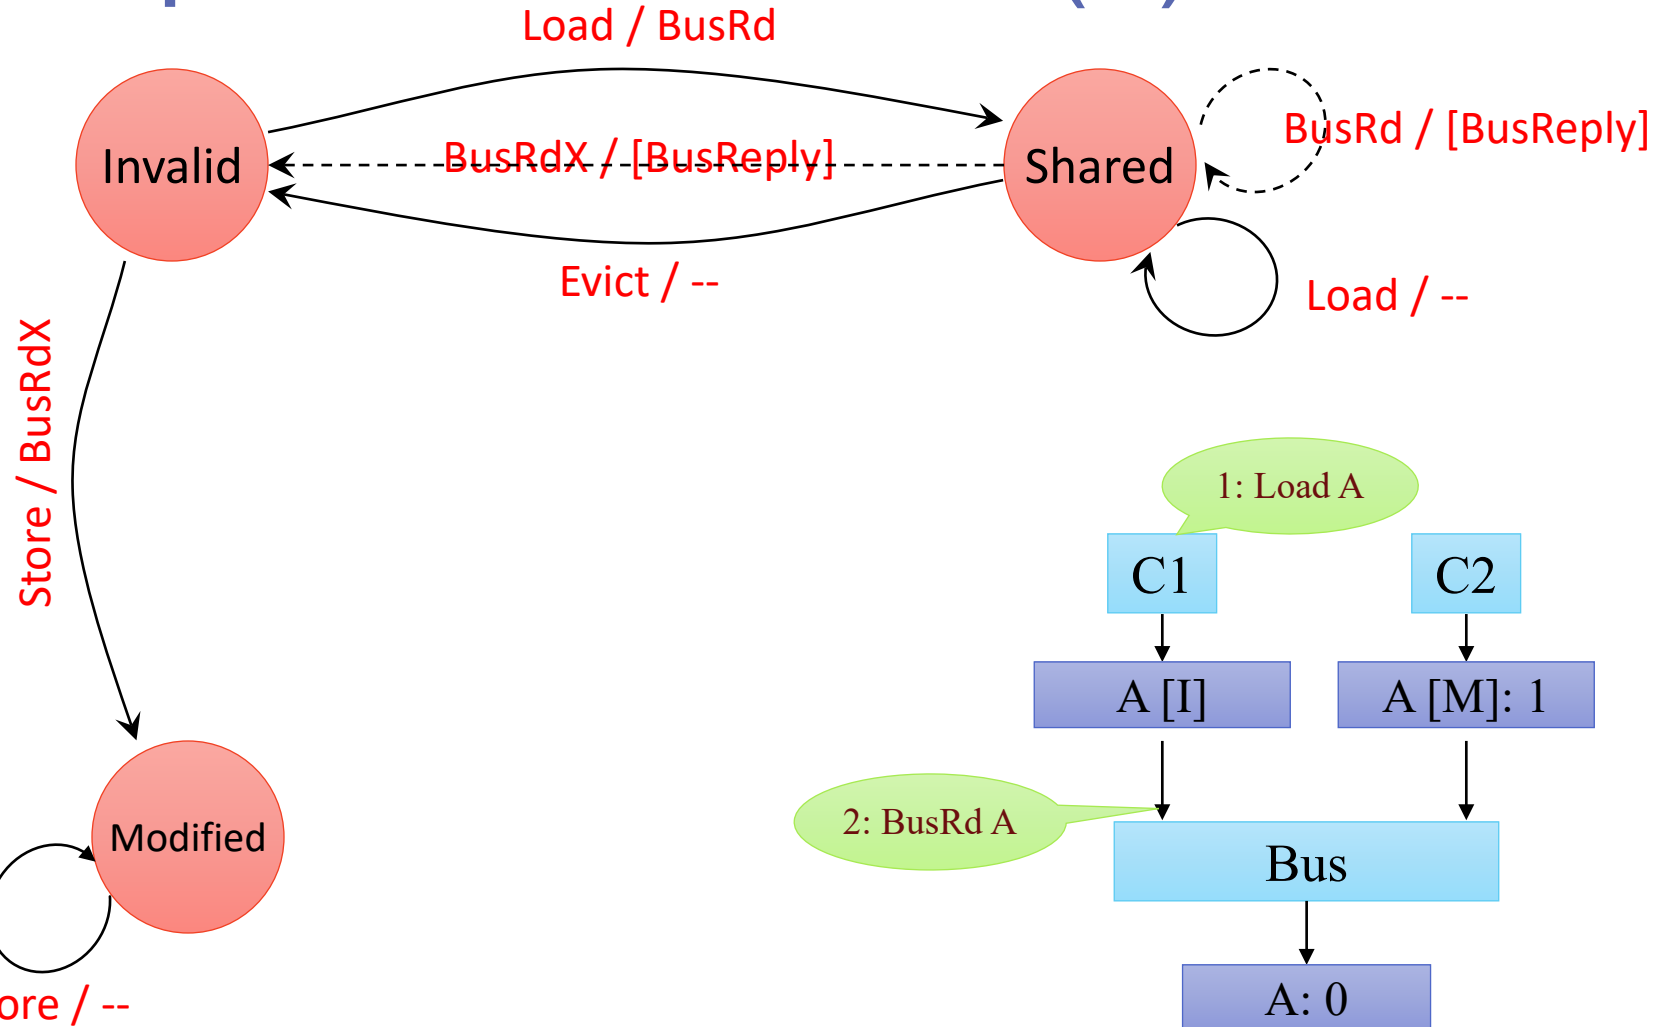 Load / BusRd
BusRd / [BusReply]
Invalid
BusRdX / [BusReply]
Shared
Evict / --
Load / --
Store / BusRdX
1: Load A
C1
C2
A [I]
A [M]: 1
2: BusRd A
Modified
Bus
A: 0
ore / --